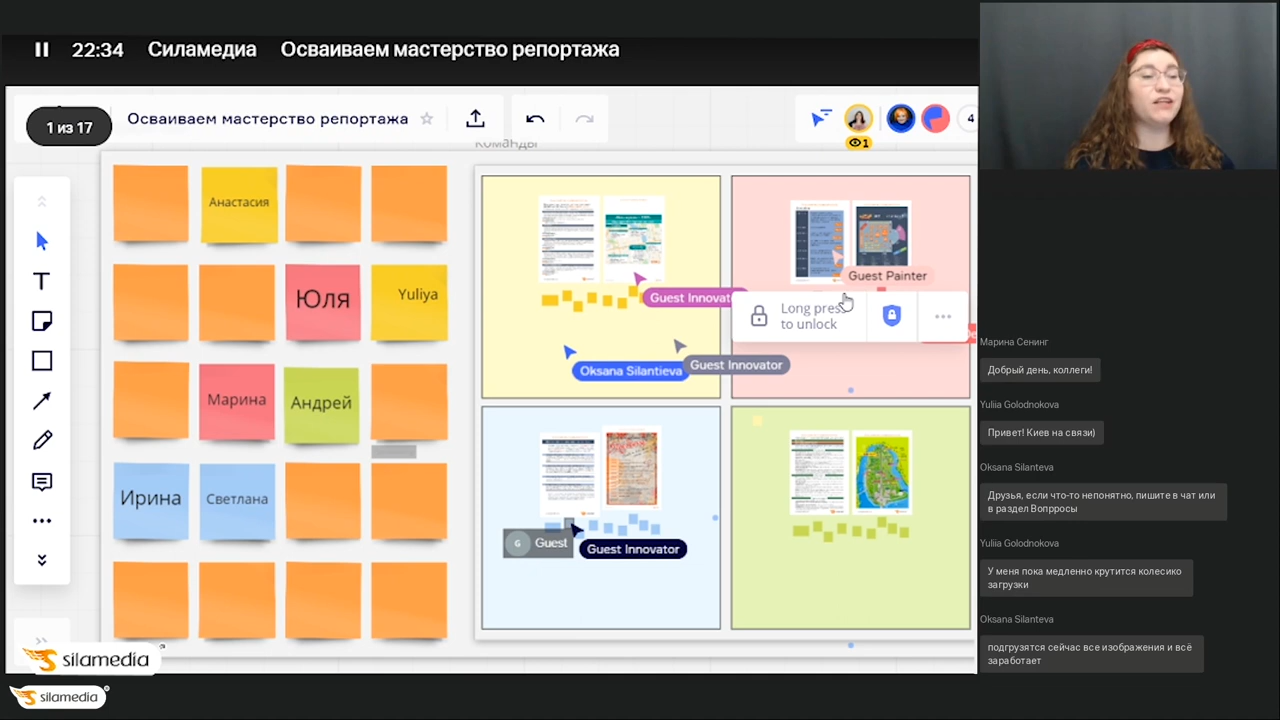 22:34 Силамедиа Осваиваем мастерство репортажа
1 из 17
Осваиваем мастерство репортажа
4
1
Команды
Анастасия
Юля
Yuliya
Марина
Андрей
Ирина
Светлана
Guest Innovato
Oksana Silantieva
Guest Innovator
Guest Painter
Long press
to unlock
G Guest
Guest Innovator
silamedia
silamedia
Марина Сенинг
Добрый день, коллеги!
Yuliia Golodnokova
Привет! Киев на связи)
Oksana Silanteva
Друзья, если что-то непонятно, пишите в чат или
в раздел Вопрросы
Yuliia Golodnokova
У меня пока медленно крутится колесико
загрузки
Oksana Silanteva
подгрузятся сейчас все изображения и всё
заработает